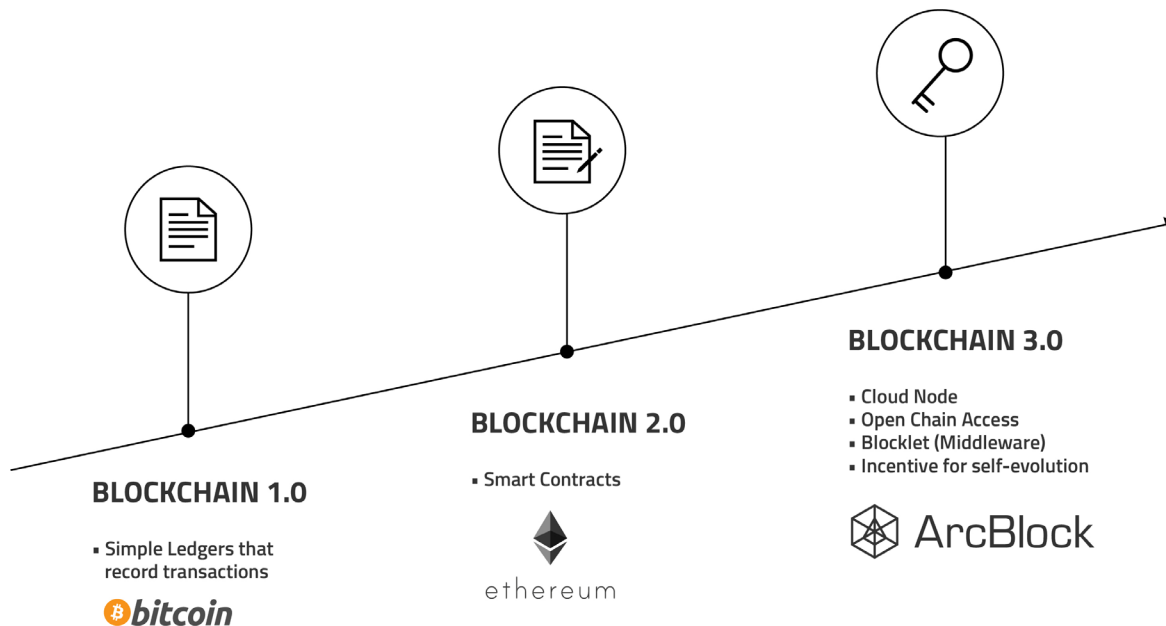 BLOCKCHAIN 1.0
▪ Simple Ledgers that
record transactions
bitcoin
BLOCKCHAIN 2.0
▪ Smart Contracts
ethereum
BLOCKCHAIN 3.0
▪ Cloud Node
▪ Open Chain Access
▪ Blocklet (Middleware)
▪ Incentive for self-evolution
ArcBlock